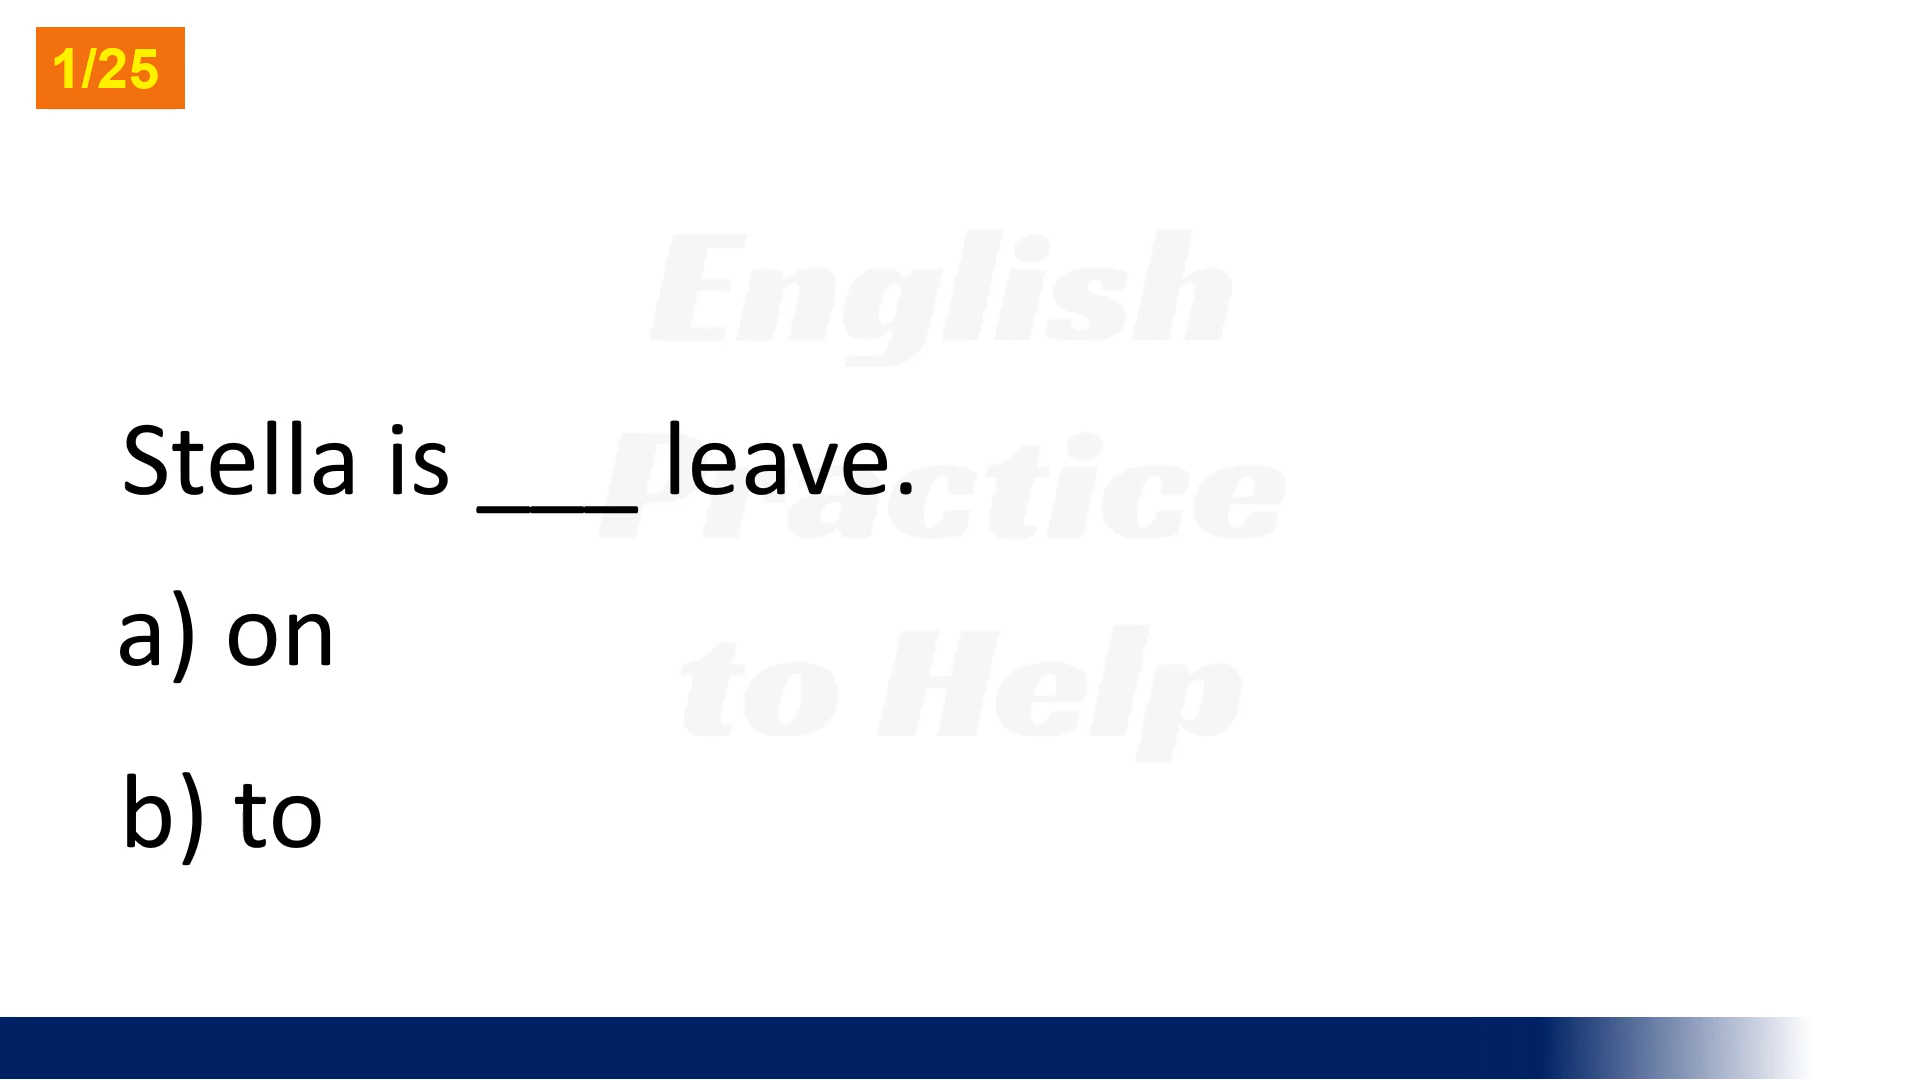 1/25
English
Practice
to Help
Stella is ___ leave.
a) on
b) to